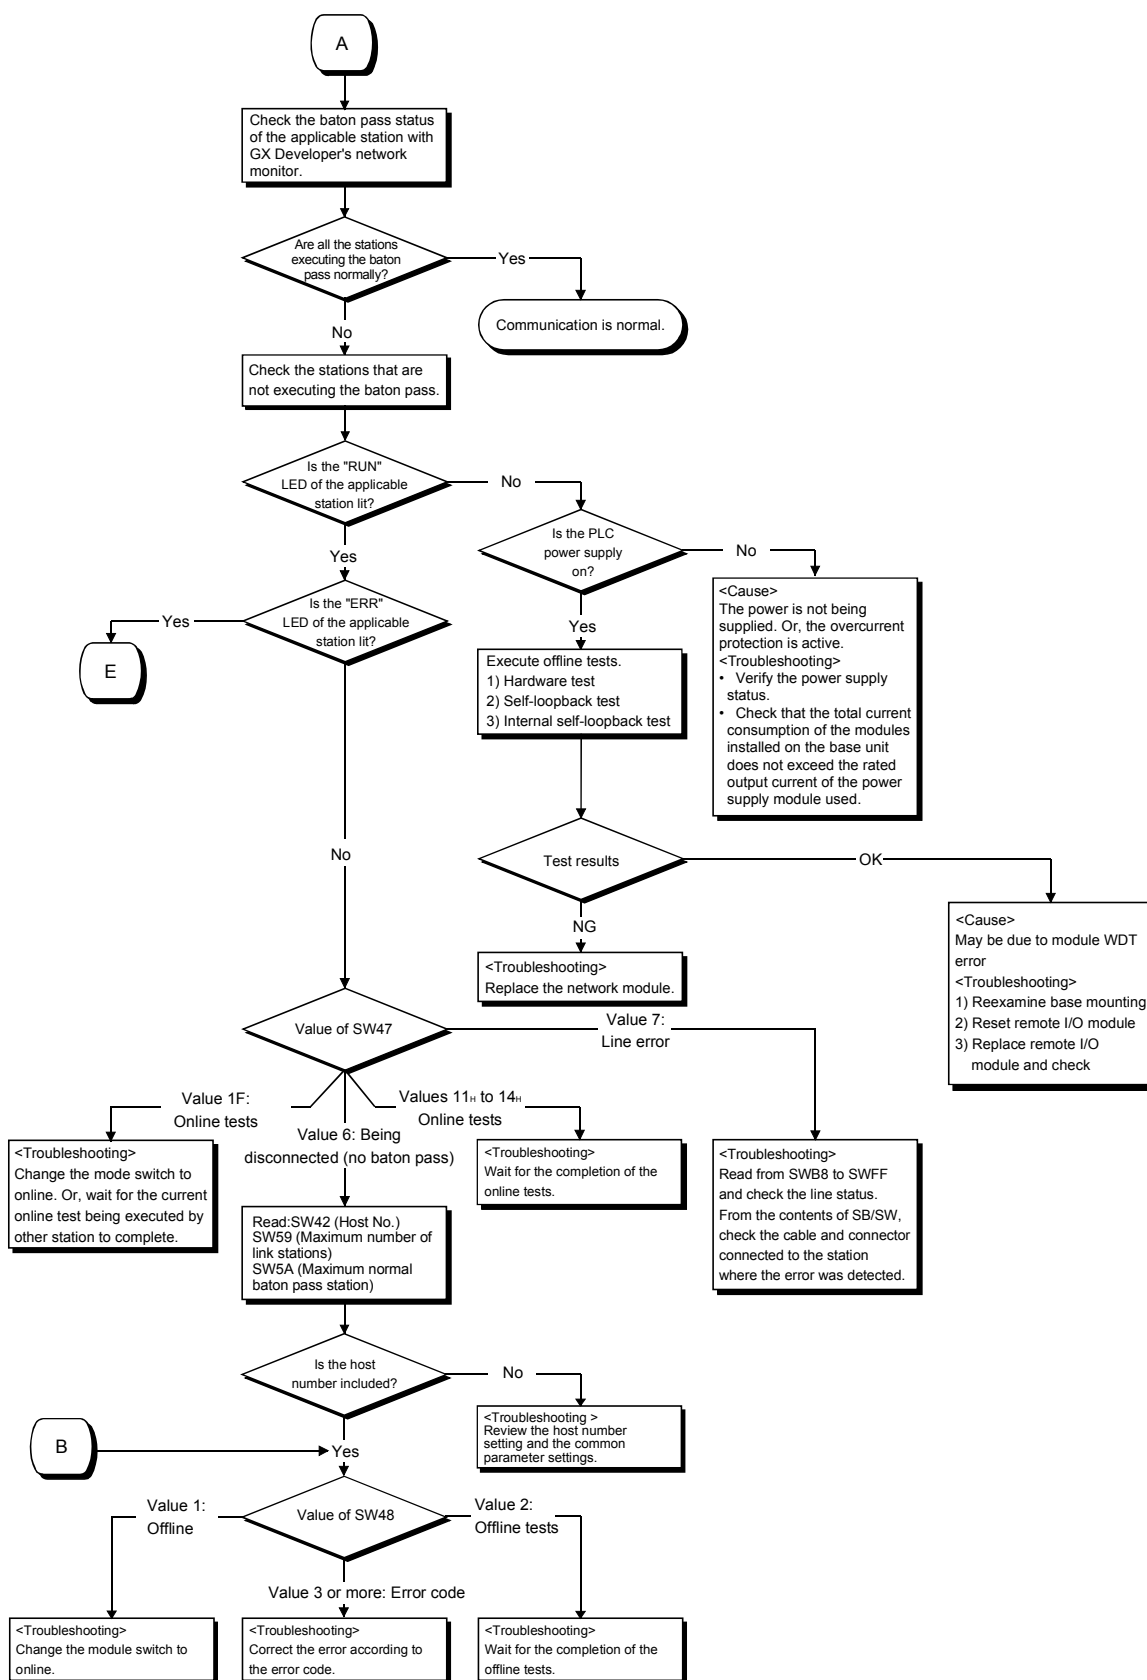 A
Check the baton pass status
of the applicable station with
GX Developer's network
monitor.
Are all the stations
executing the baton
pass normally?
Yes
Communication is normal.
No
Check the stations that are
not executing the baton pass.
Is the "RUN"
LED of the applicable
station lit?
No
Is the PLC
power supply
on?
No
<Cause>
The power is not being
supplied. Or, the overcurrent
protection is active.
<Troubleshooting>
• Verify the power supply
status.
• Check that the total current
consumption of the modules
installed on the base unit
does not exceed the rated
output current of the power
supply module used.
Yes
Is the "ERR"
LED of the applicable
station lit?
Yes
E
Yes
Execute offline tests.
1) Hardware test
2) Self-loopback test
3) Internal self-loopback test
No
Test results
OK
<Cause>
May be due to module WDT
error
<Troubleshooting>
1) Reexamine base mounting
2) Reset remote I/O module
3) Replace remote I/O
module and check
NG
<Troubleshooting>
Replace the network module.
Value of SW47
Value 7:
Line error
Value 1F:
Online tests
Value 6: Being
disconnected (no baton pass)
Values 11H to 14H
Online tests
<Troubleshooting>
Change the mode switch to
online. Or, wait for the current
online test being executed by
other station to complete.
<Troubleshooting>
Wait for the completion of the
online tests.
<Troubleshooting>
Read from SWB8 to SWFF
and check the line status.
From the contents of SB/SW,
check the cable and connector
connected to the station
where the error was detected.
Read:SW42 (Host No.)
SW59 (Maximum number of
link stations)
SW5A (Maximum normal
baton pass station)
Is the host
number included?
No
<Troubleshooting >
Review the host number
setting and the common
parameter settings.
B
Yes
Value of SW48
Value 1:
Offline
Value 2:
Offline tests
Value 3 or more: Error code
<Troubleshooting>
Change the module switch to
online.
<Troubleshooting>
Correct the error according to
the error code.
<Troubleshooting>
Wait for the completion of the
offline tests.